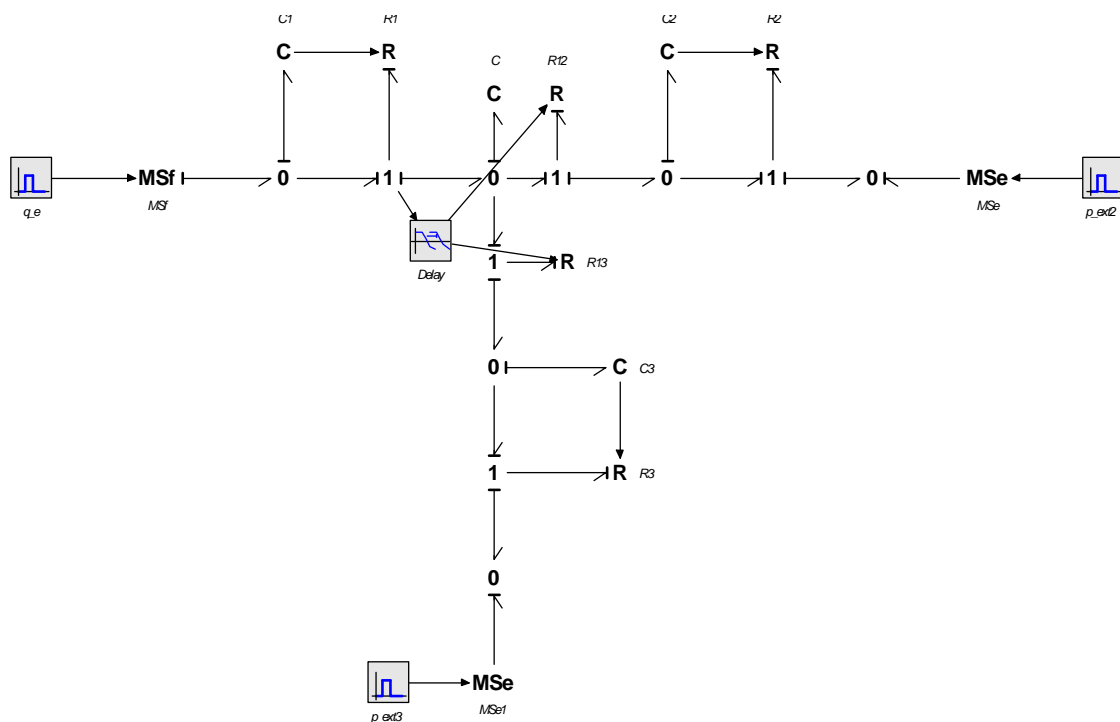 C1 R1 C2 R2
C R C R
C R12
C R
MSf 0 1 0 1 0 1 0 MSe
q_e MSf MSe p_ext2
1 R R13
Delay
0 C C3
1 R R3
0
MSe
p_ext3 MSe1